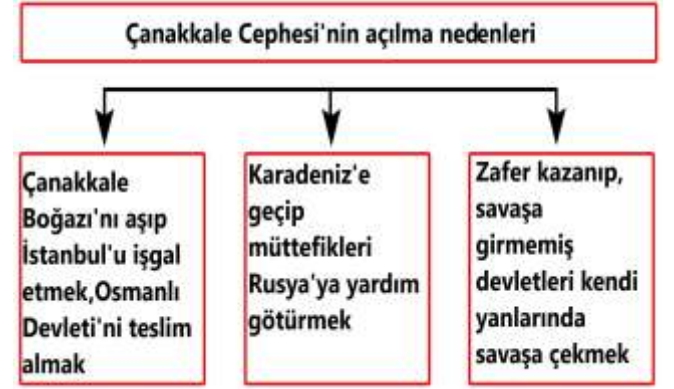 Çanakkale Cephesi'nin açılma nedenleri
Çanakkale
Boğazı'nı aşıp
İstanbul'u işgal
etmek,Osmanlı
Devleti'ni teslim
almak
Karadeniz'e
geçip
müttefikleri
Rusya'ya yardım
götürmek
Zafer kazanıp,
savaşa
girmemiş
devletleri kendi
yanlarında
savaşa çekmek